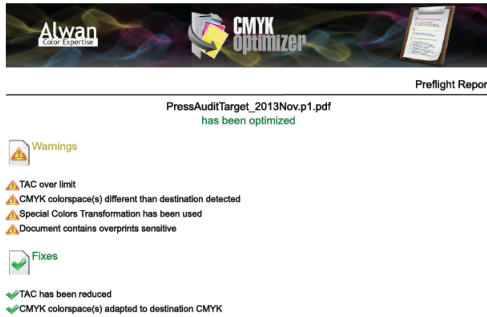 Alwan
Color Expertise
CMYK
optimizer
Preflight Repor
PressAuditTarget_2013Nov.p1.pdf
has been optimized
Warnings
TAC over limit
CMYK colorspace(s) different than destination detected
Special Colors Transformation has been used
Document contains overprints sensitive
Fixes
TAC has been reduced
CMYK colorspace(s) adapted to destination CMYK